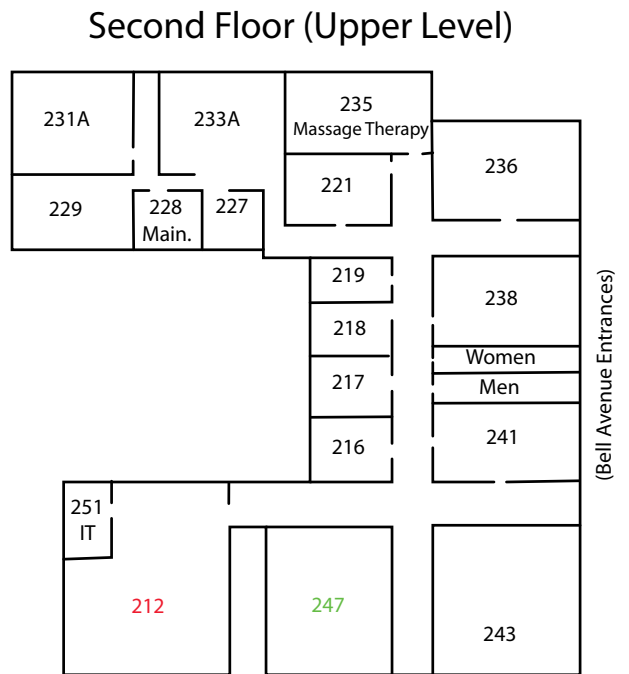 Second Floor (Upper Level)
231A
233A
235
Massage Therapy
236
221
229
228
Main.
227
219
238
218
Women
217
Men
216
241
(Bell Avenue Entrances)
251
IT
212
247
243